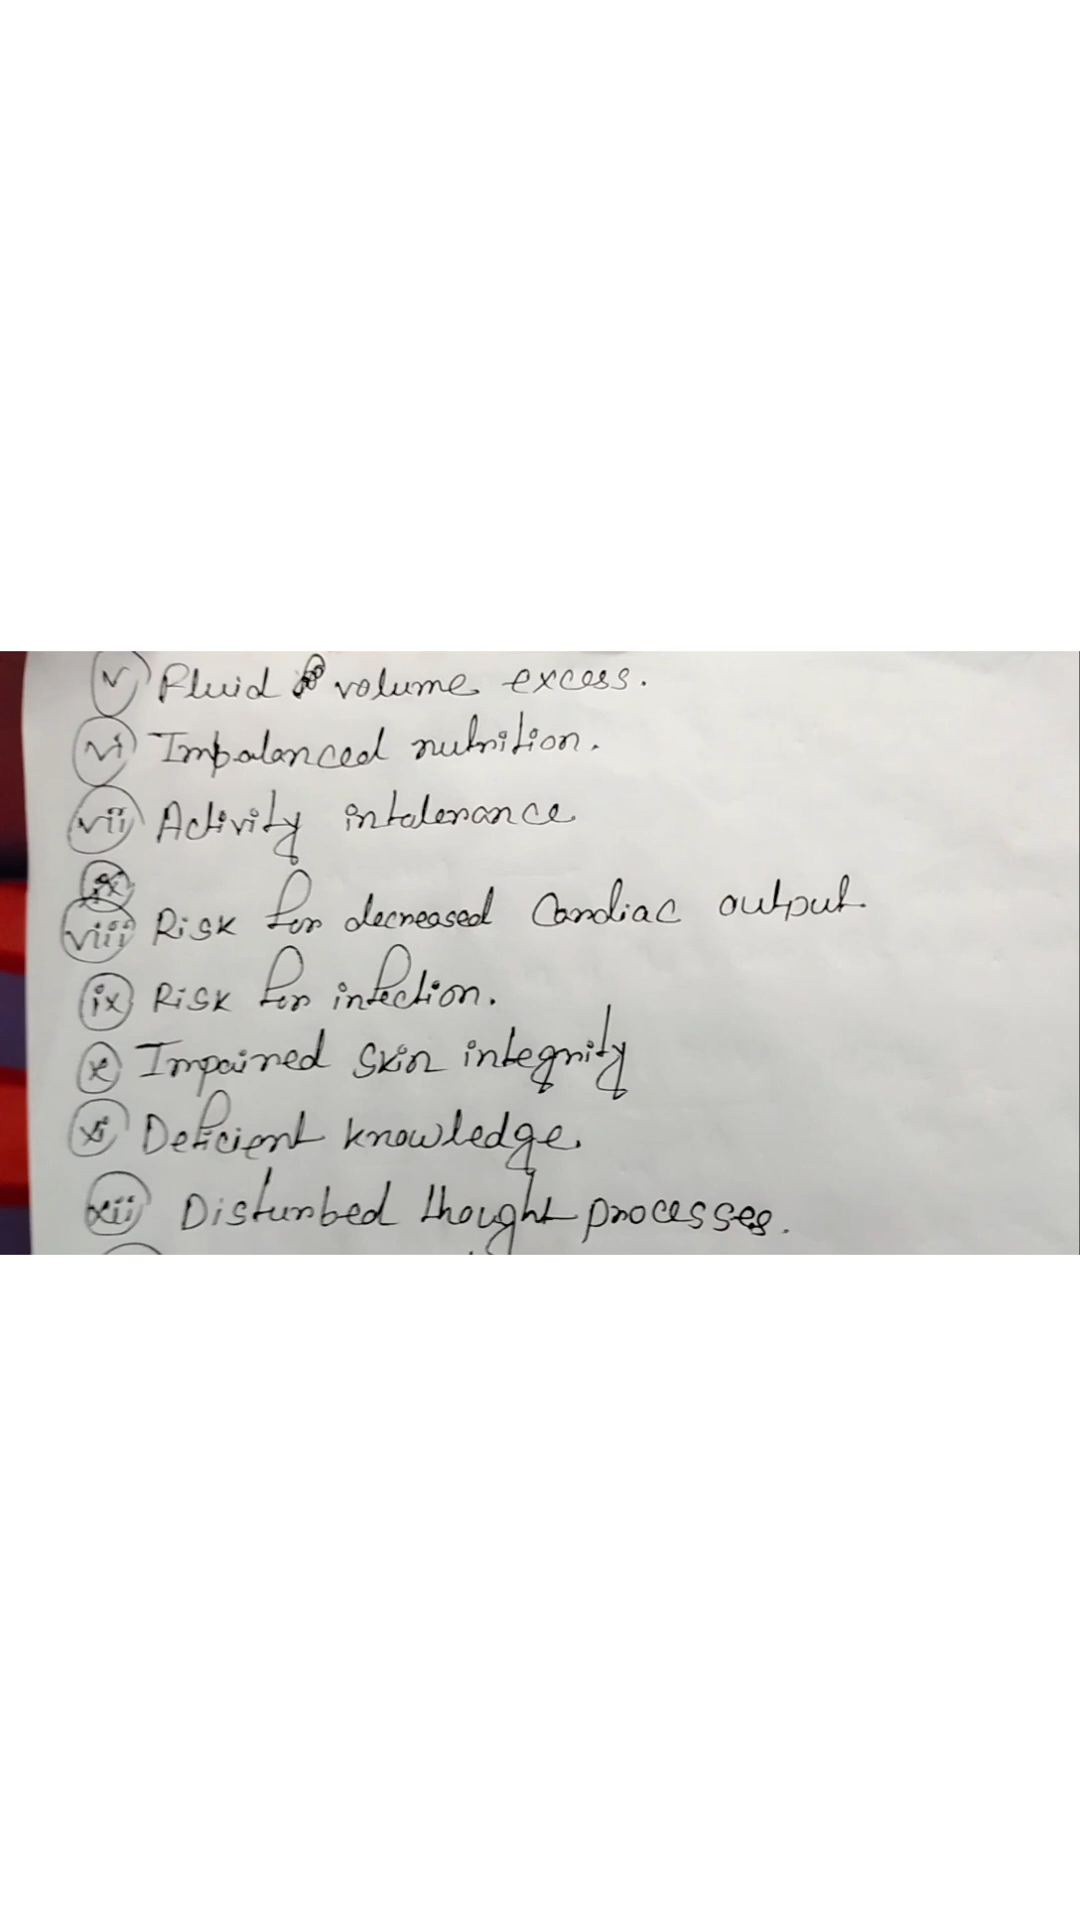 v Fluid volume excess.
vi Imbalanced nutrition.
vii Activity intolerance
viii Risk for decreased cardiac output
ix Risk for infection.
x Impaired skin integrity
xi Deficient knowledge.
xii Disturbed thought processes.